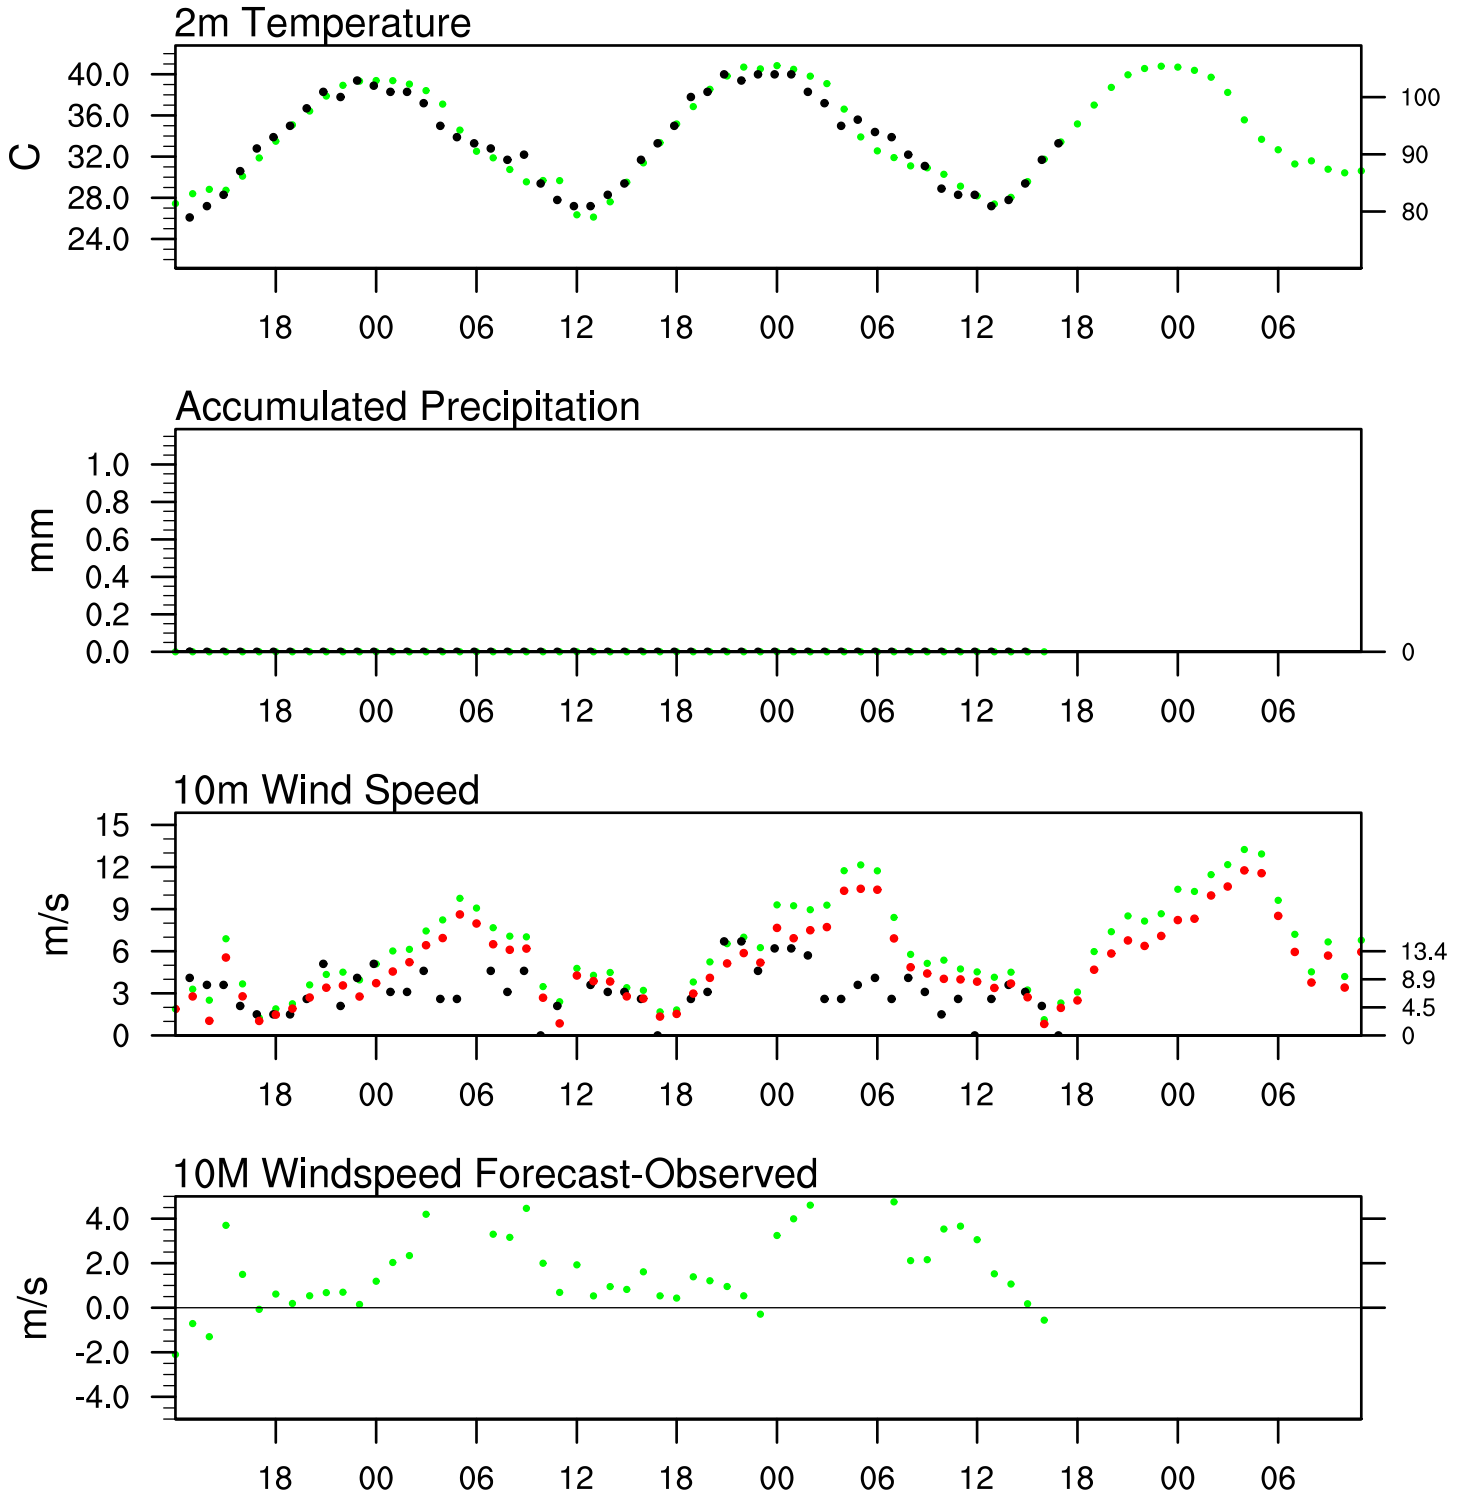 2m Temperature
C
40.0
36.0
32.0
28.0
24.0
100
90
80
18 00 06 12 18 00 06 12 18 00 06
Accumulated Precipitation
mm
1.0
0.8
0.6
0.4
0.2
0.0
0
18 00 06 12 18 00 06 12 18 00 06
10m Wind Speed
m/s
15
12
9
6
3
0
13.4
8.9
4.5
0
18 00 06 12 18 00 06 12 18 00 06
10M Windspeed Forecast-Observed
m/s
4.0
2.0
0.0
-2.0
-4.0
18 00 06 12 18 00 06 12 18 00 06